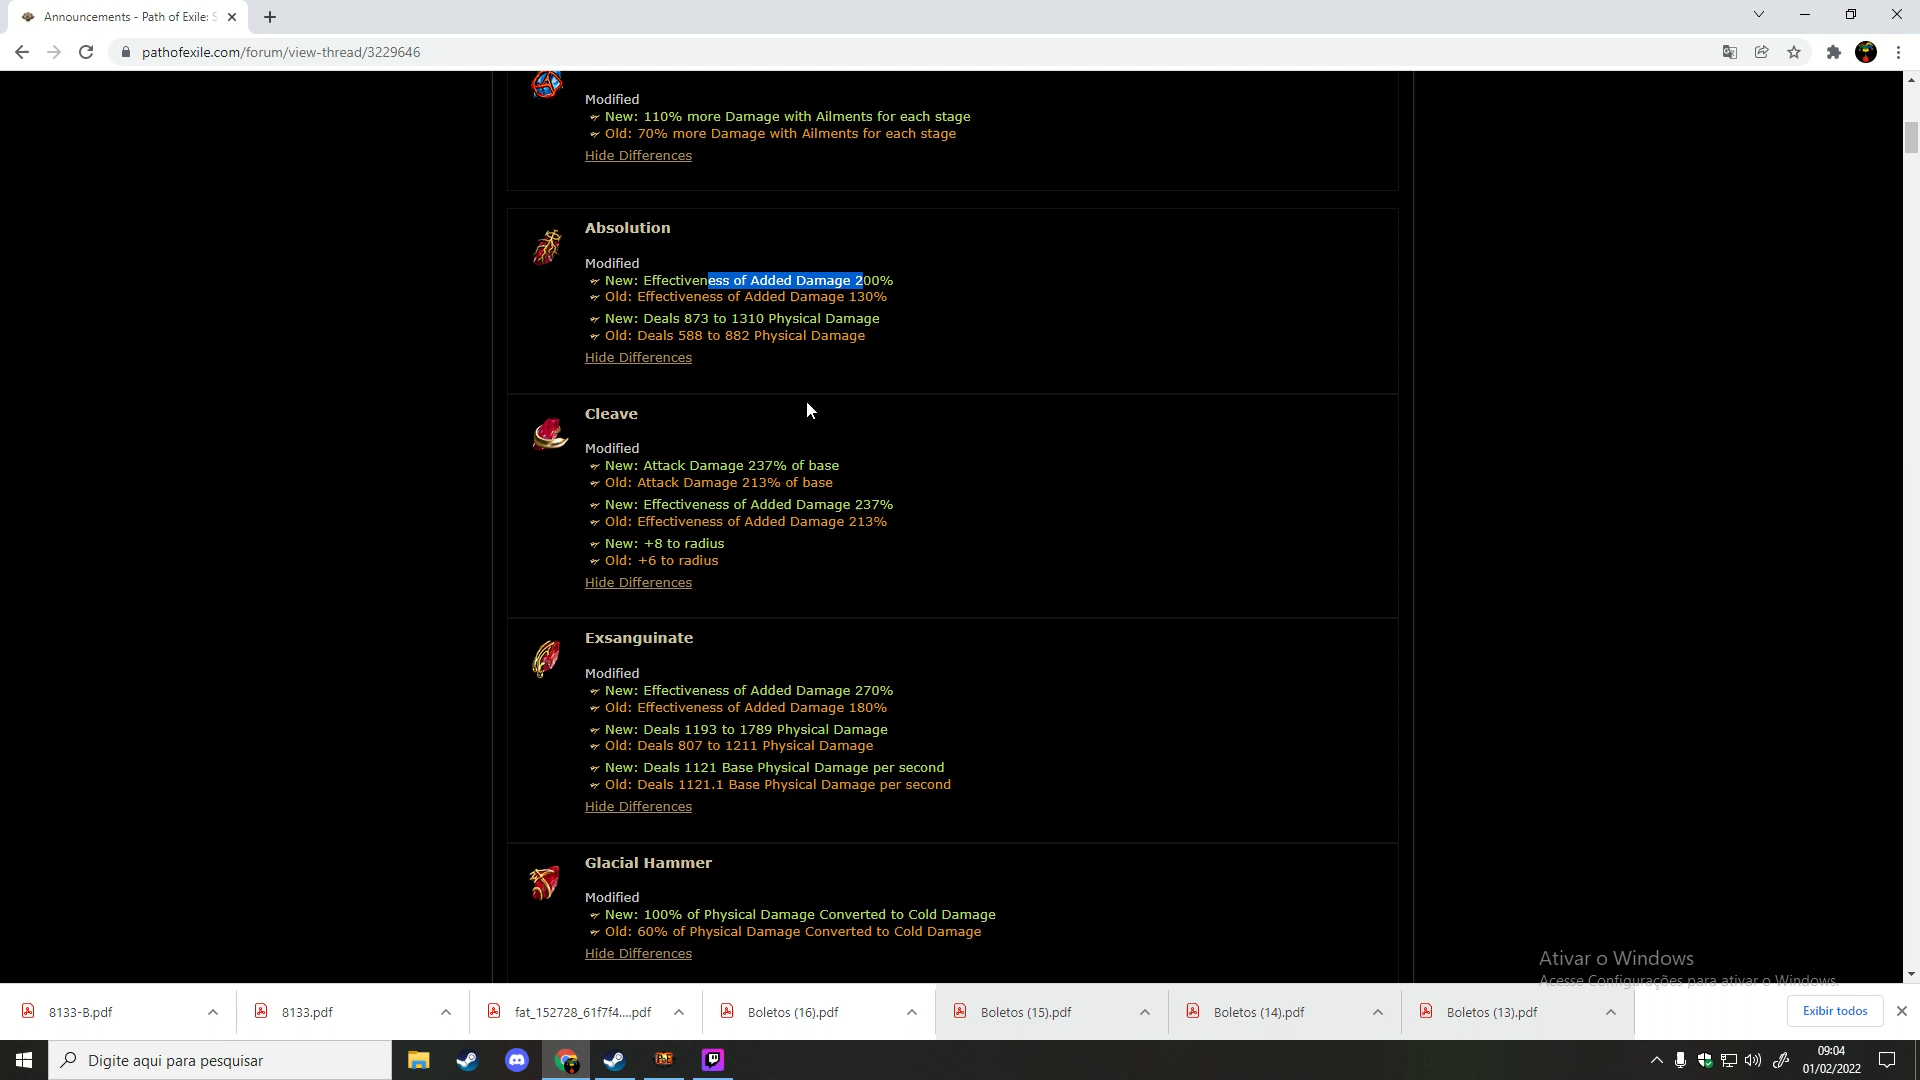 Announcements - Path of Exile: S
pathofexile.com/forum/view-thread/3229646
Modified
New: 110% more Damage with Ailments for each stage
Old: 70% more Damage with Ailments for each stage
Hide Differences
Absolution
Modified
New: Effectiveness of Added Damage 200%
Old: Effectiveness of Added Damage 130%
New: Deals 873 to 1310 Physical Damage
Old: Deals 588 to 882 Physical Damage
Hide Differences
Cleave
Modified
New: Attack Damage 237% of base
Old: Attack Damage 213% of base
New: Effectiveness of Added Damage 237%
Old: Effectiveness of Added Damage 213%
New: +8 to radius
Old: +6 to radius
Hide Differences
Exsanguinate
Modified
New: Effectiveness of Added Damage 270%
Old: Effectiveness of Added Damage 180%
New: Deals 1193 to 1789 Physical Damage
Old: Deals 807 to 1211 Physical Damage
New: Deals 1121 Base Physical Damage per second
Old: Deals 1121.1 Base Physical Damage per second
Hide Differences
Glacial Hammer
Modified
New: 100% of Physical Damage Converted to Cold Damage
Old: 60% of Physical Damage Converted to Cold Damage
Hide Differences
Ativar o Windows
Acesse Configurações para ativar o Windows.
8133-B.pdf
8133.pdf
fat_152728_61f7f4....pdf
Boletos (16).pdf
Boletos (15).pdf
Boletos (14).pdf
Boletos (13).pdf
Exibir todos
Digite aqui para pesquisar
PoE
09:04
01/02/2022